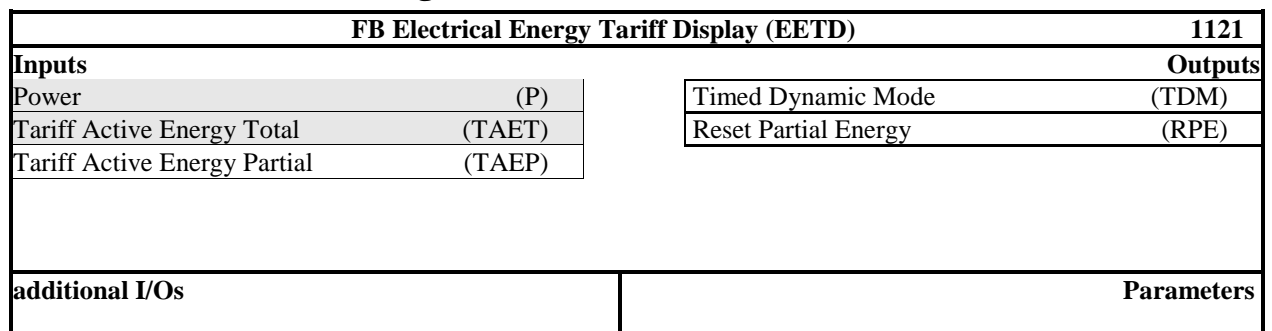 FB Electrical Energy Tariff Display (EETD) 1121
Inputs Outputs
Power (P) Timed Dynamic Mode (TDM)
Tariff Active Energy Total (TAET) Reset Partial Energy (RPE)
Tariff Active Energy Partial (TAEP)
additional I/Os Parameters